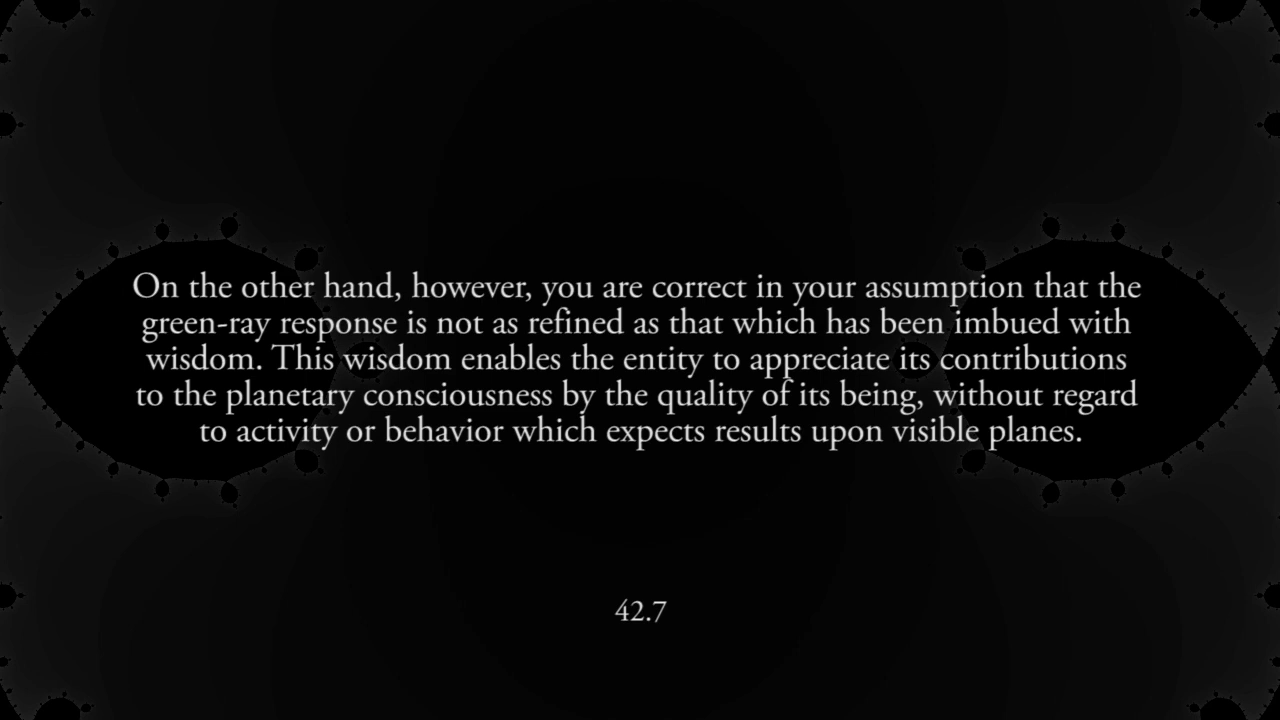 On the other hand, however, you are correct in your assumption that the
green-ray response is not as refined as that which has been imbued with
wisdom. This wisdom enables the entity to appreciate its contributions
to the planetary consciousness by the quality of its being, without regard
to activity or behavior which expects results upon visible planes.
42.7